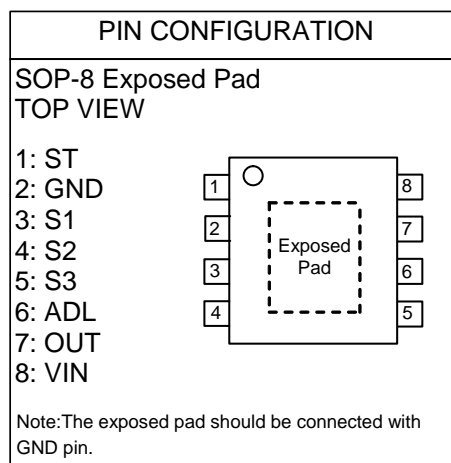 PIN CONFIGURATION
SOP-8 Exposed Pad
TOP VIEW
1: ST
2: GND
3: S1
4: S2
5: S3
6: ADL
7: OUT
8: VIN
1
2
3
4
Exposed
Pad
8
7
6
5
Note:The exposed pad should be connected with
GND pin.